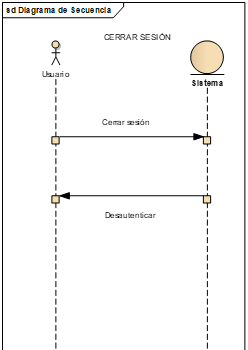 sd Diagrama de Secuencia
CERRAR SESIÓN
Usuario
Sistema
Cerrar sesión
Desautenticar